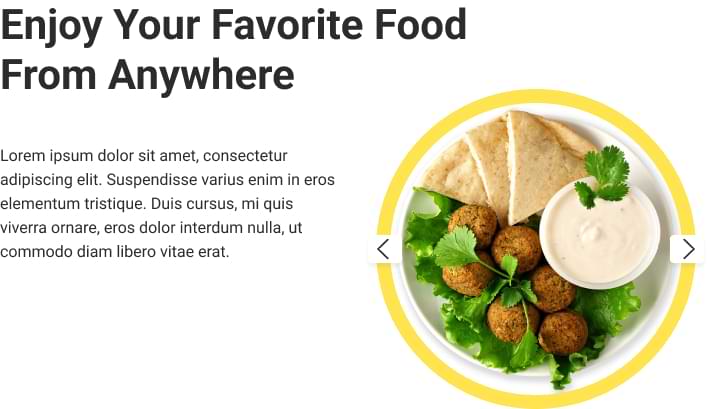 Enjoy Your Favorite Food
From Anywhere
Lorem ipsum dolor sit amet, consectetur
adipiscing elit. Suspendisse varius enim in eros
elementum tristique. Duis cursus, mi quis
viverra ornare, eros dolor interdum nulla, ut
commodo diam libero vitae erat.